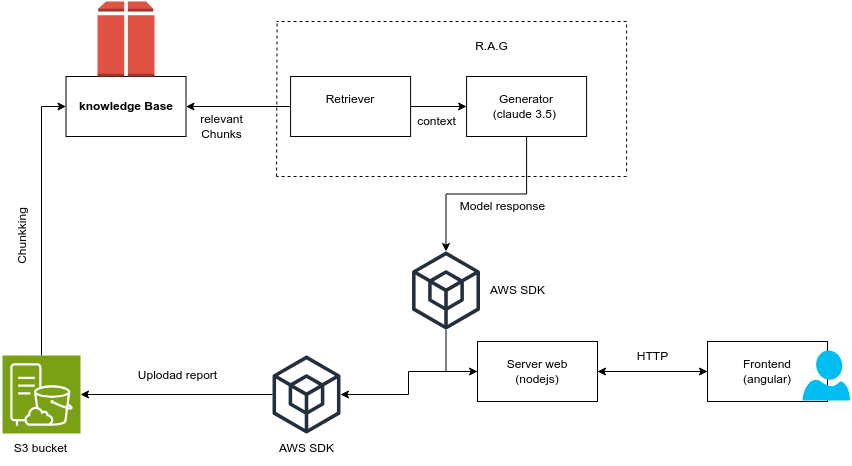 R.A.G
knowledge Base
Retriever
Generator
(claude 3.5)
relevant
Chunks
context
Model response
Chunkking
AWS SDK
Server web
(nodejs)
HTTP
Frontend
(angular)
Uplodad report
S3 bucket
AWS SDK